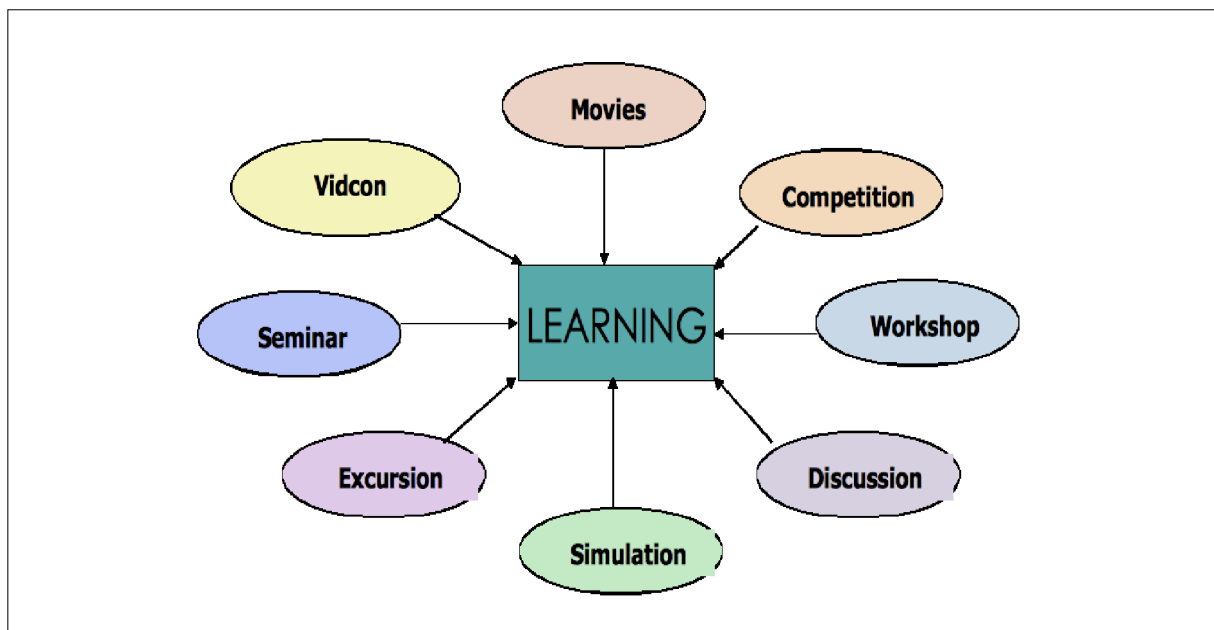 Movies
Vidcon
Competition
LEARNING
Seminar
Workshop
Excursion
Discussion
Simulation